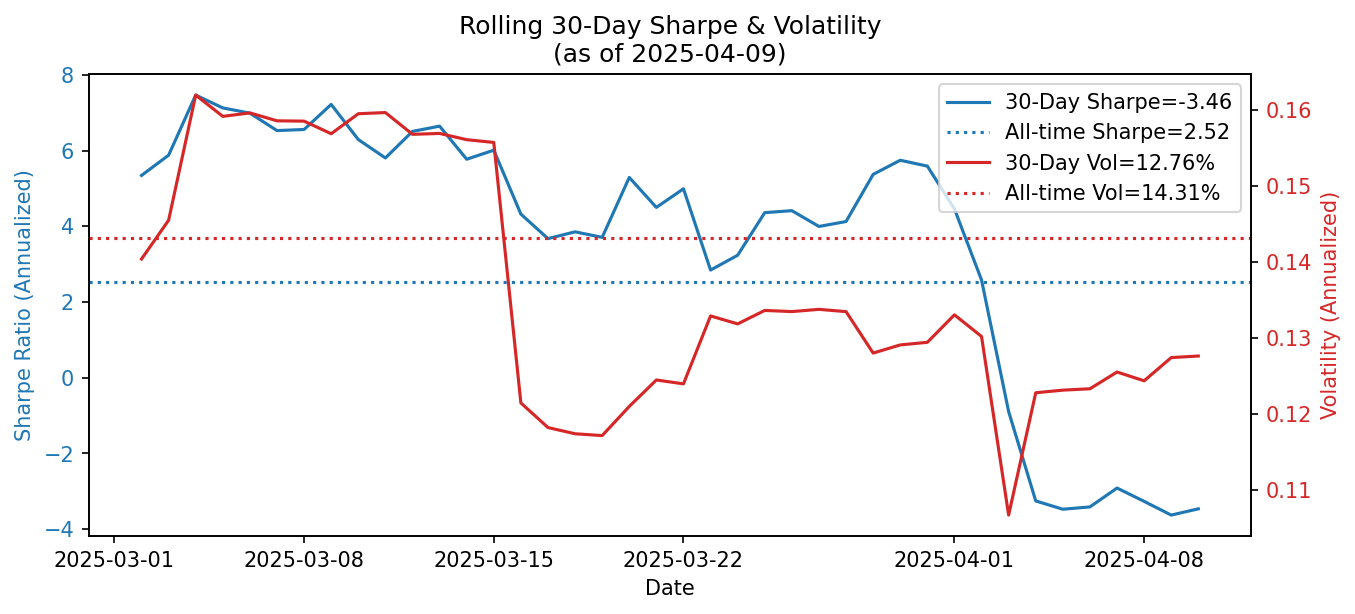 Rolling 30-Day Sharpe & Volatility
(as of 2025-04-09)
Sharpe Ratio (Annualized)
8
6
4
2
0
−2
−4
30-Day Sharpe=-3.46
All-time Sharpe=2.52
30-Day Vol=12.76%
All-time Vol=14.31%
0.16
0.15
0.14
0.13
0.12
0.11
Volatility (Annualized)
2025-03-01
2025-03-08
2025-03-15
2025-03-22
2025-04-01
2025-04-08
Date